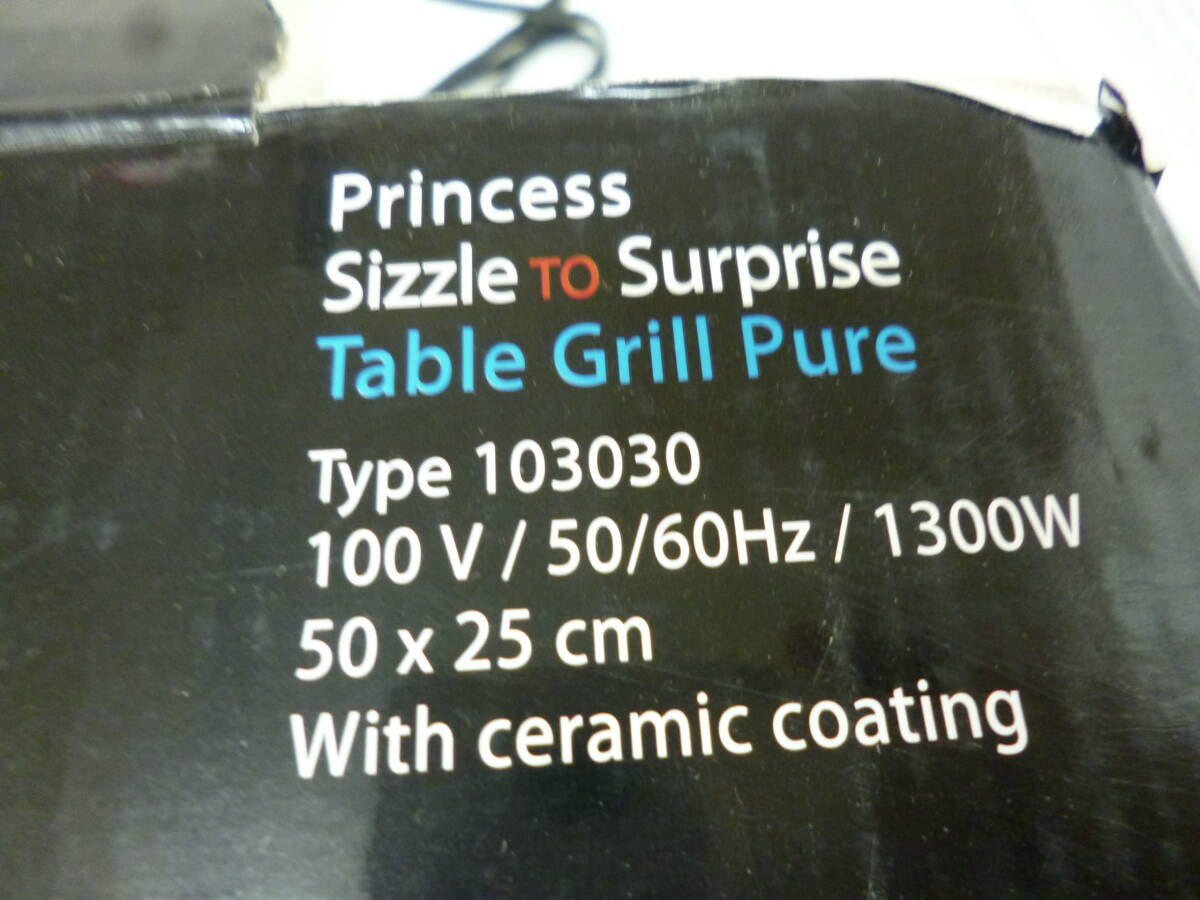 Princess
Sizzle TO Surprise
Table Grill Pure
Type 103030
100 V / 50/60Hz / 1300W
50 x 25 cm
With ceramic coating